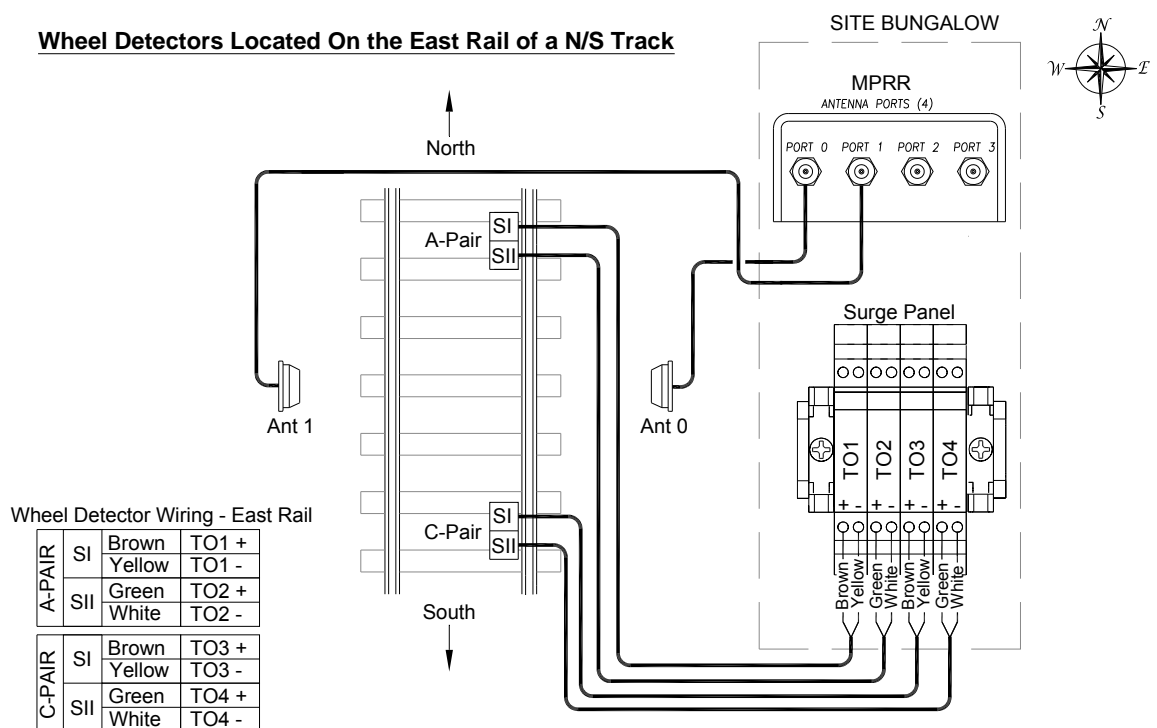 Wheel Detectors Located On the East Rail of a N/S Track
SITE BUNGALOW
N
W
E
S
MPRR
ANTENNA PORTS (4)
PORT 0 PORT 1 PORT 2 PORT 3
North
A-Pair
SI
SII
Ant 1
Ant 0
Surge Panel
TO1 TO2 TO3 TO4
+ - + - + - + -
Brown Yellow Green White Brown Yellow Green White
C-Pair
SI
SII
South
Wheel Detector Wiring - East Rail
A-PAIR
SI Brown TO1 +
Yellow TO1 -
SII Green TO2 +
White TO2 -
C-PAIR
SI Brown TO3 +
Yellow TO3 -
SII Green TO4 +
White TO4 -